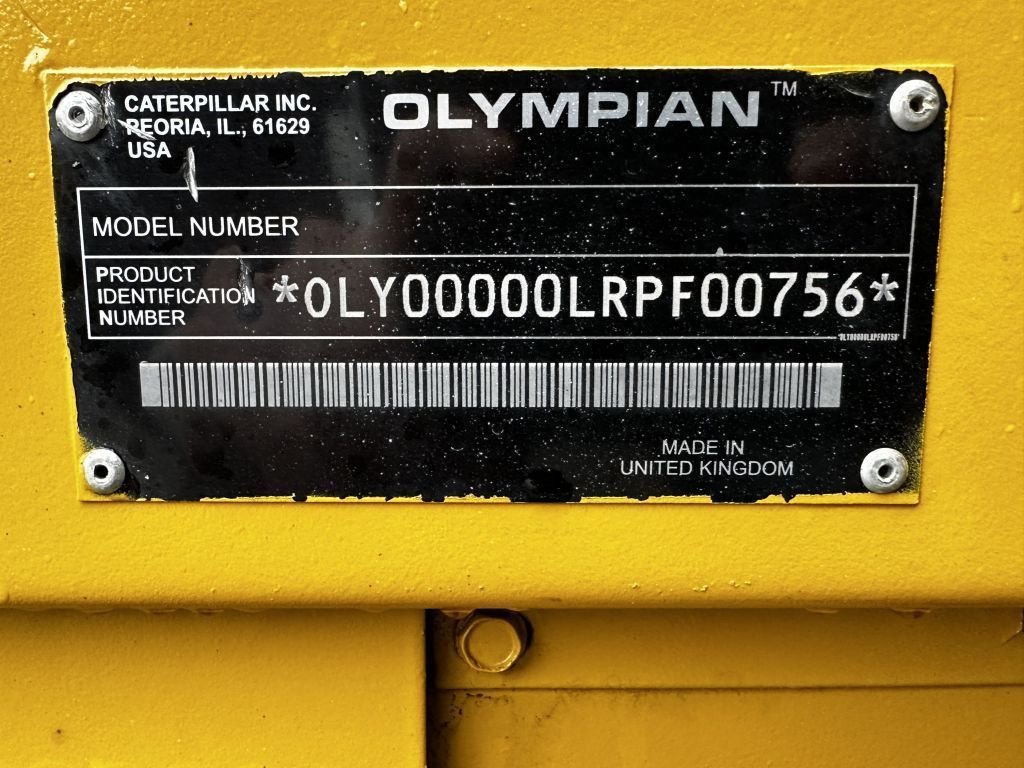 CATERPILLAR INC.
PEORIA, IL., 61629
USA
OLYMPIAN™
MODEL NUMBER
PRODUCT
IDENTIFICATION
NUMBER
*OLY00000LRPF00756*
MADE IN
UNITED KINGDOM